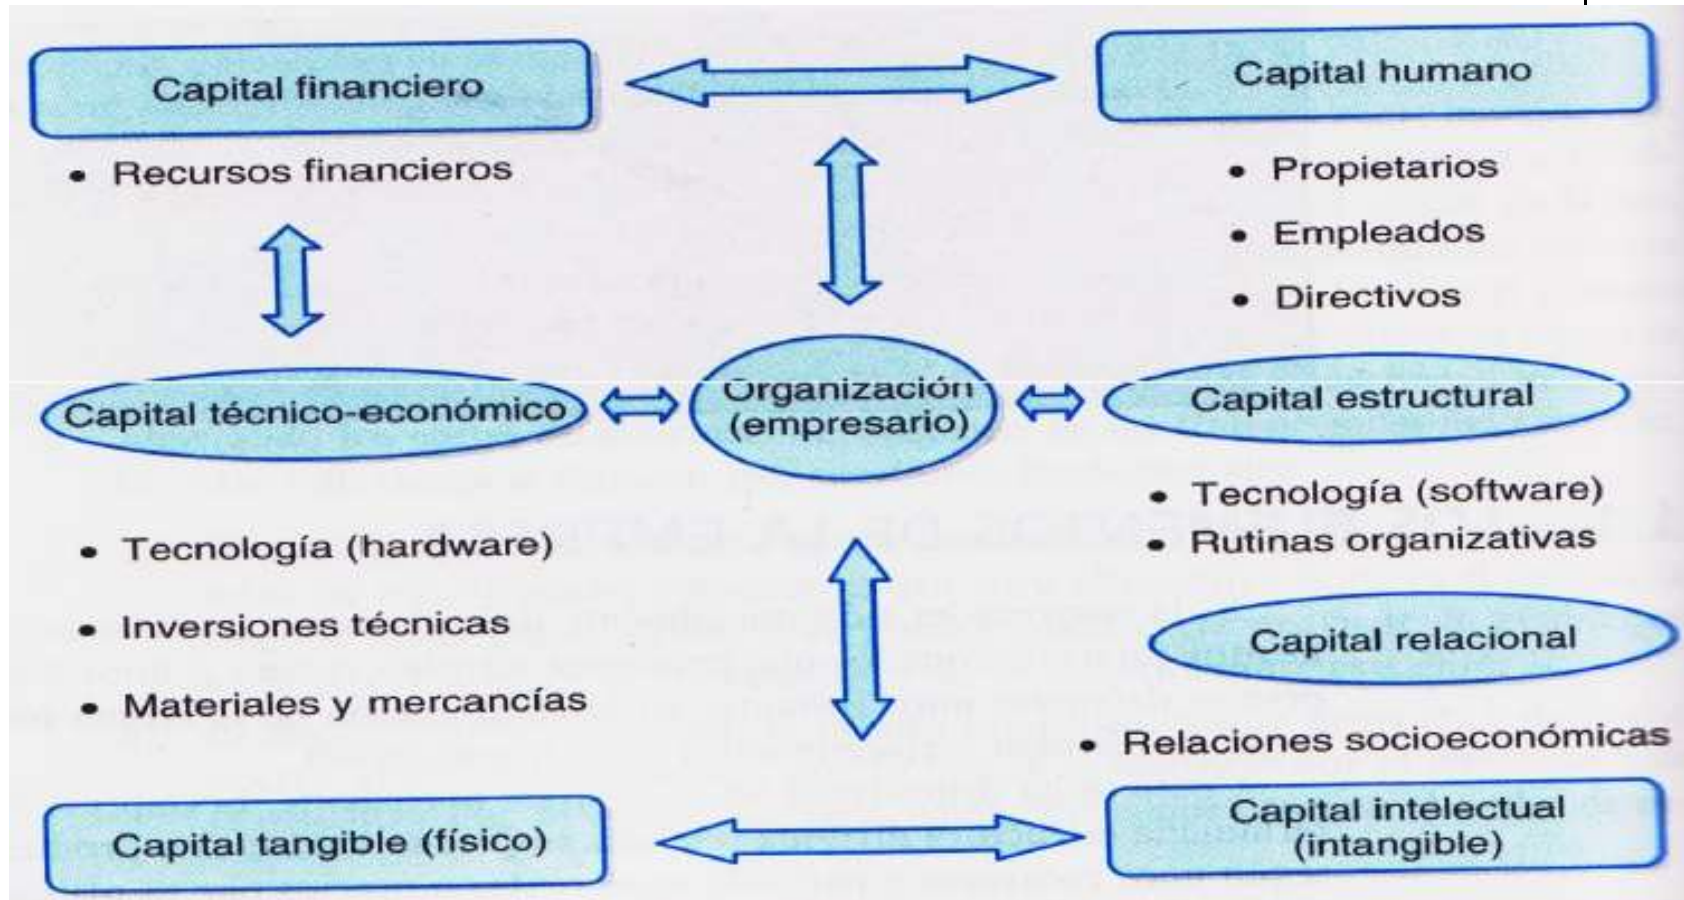 Capital financiero
Capital humano
• Recursos financieros
• Propietarios
• Empleados
• Directivos
Capital técnico-económico
Organización
(empresario)
Capital estructural
• Tecnología (hardware)
• Inversiones técnicas
• Materiales y mercancías
• Tecnología (software)
• Rutinas organizativas
Capital relacional
• Relaciones socioeconómicas
Capital tangible (físico)
Capital intelectual
(intangible)